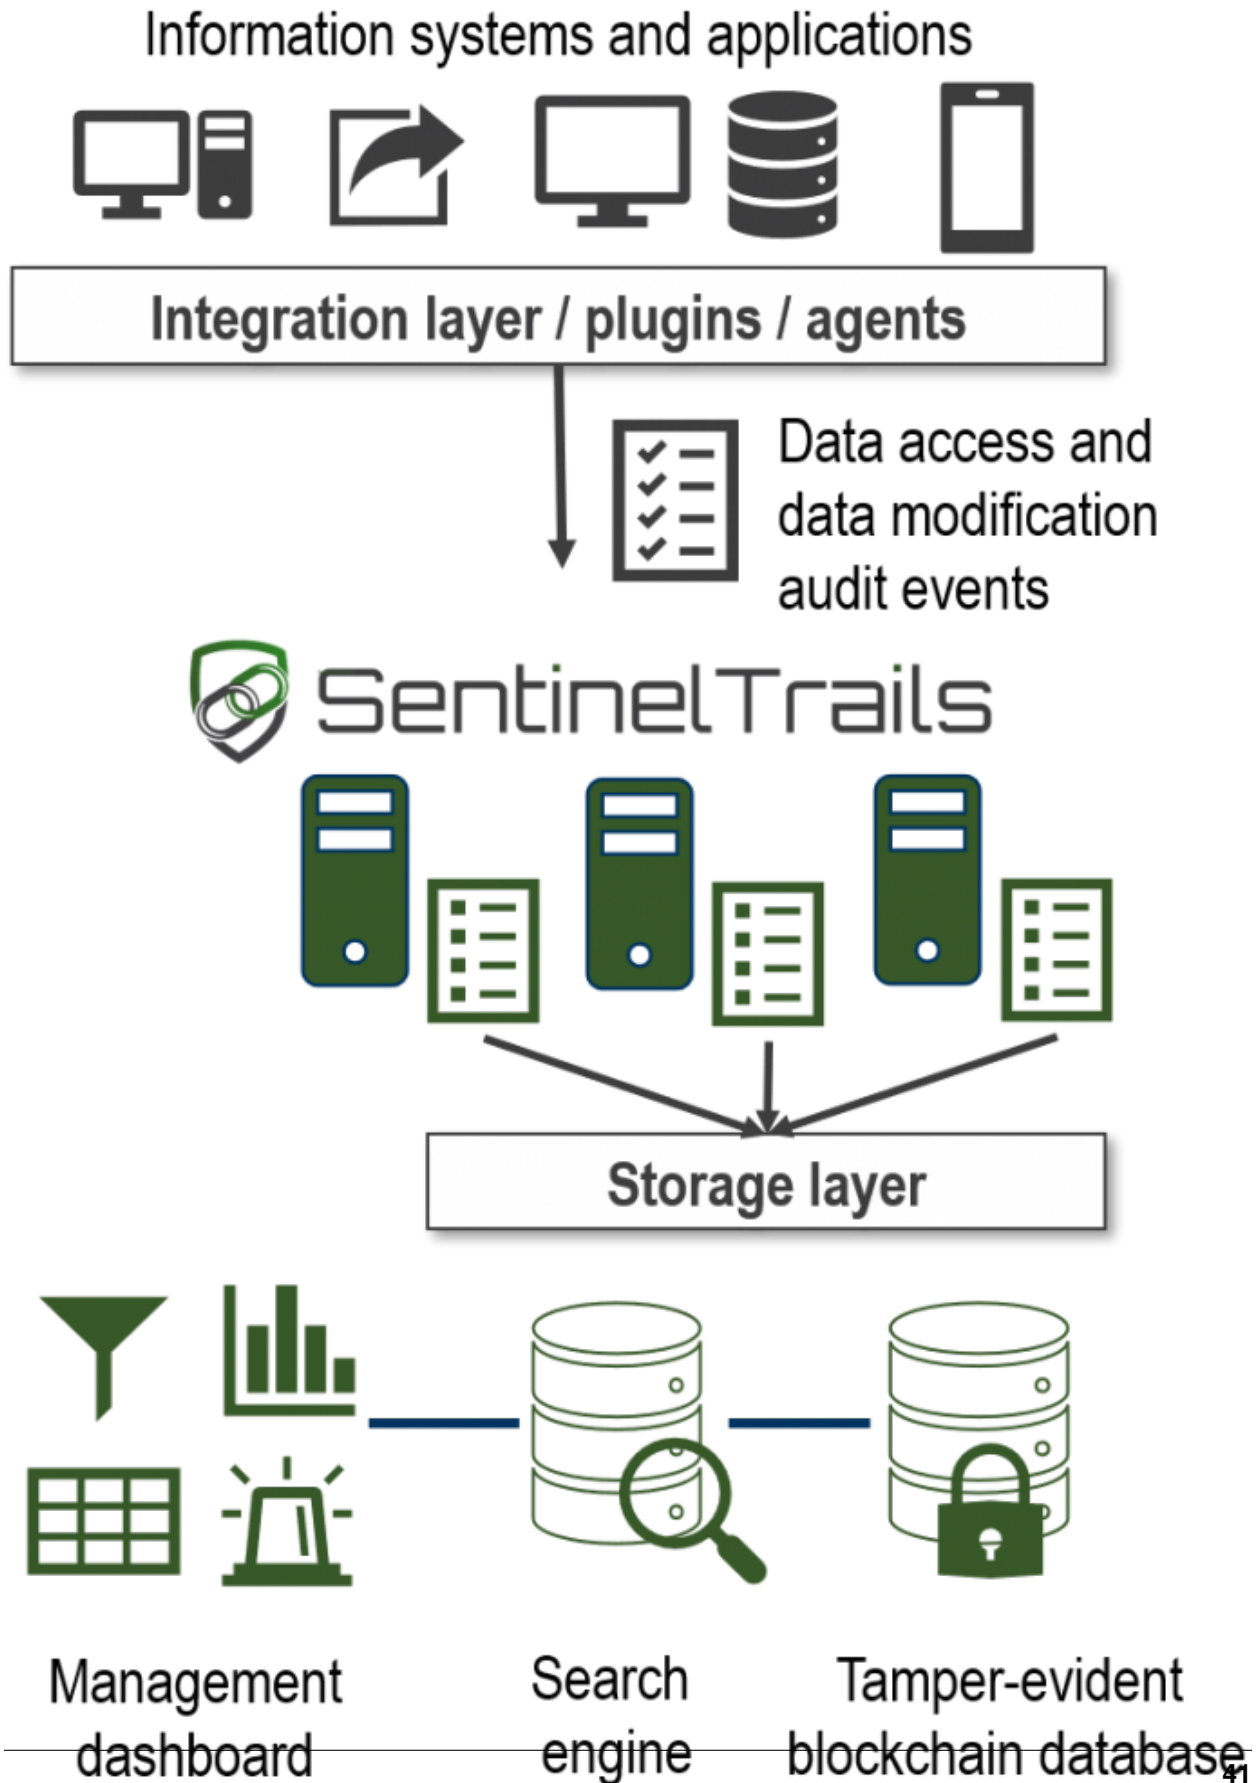 Information systems and applications
Integration layer / plugins / agents
Data access and
data modification
audit events
SentinelTrails
Storage layer
Management
dashboard
Search
engine
Tamper-evident
blockchain database
41